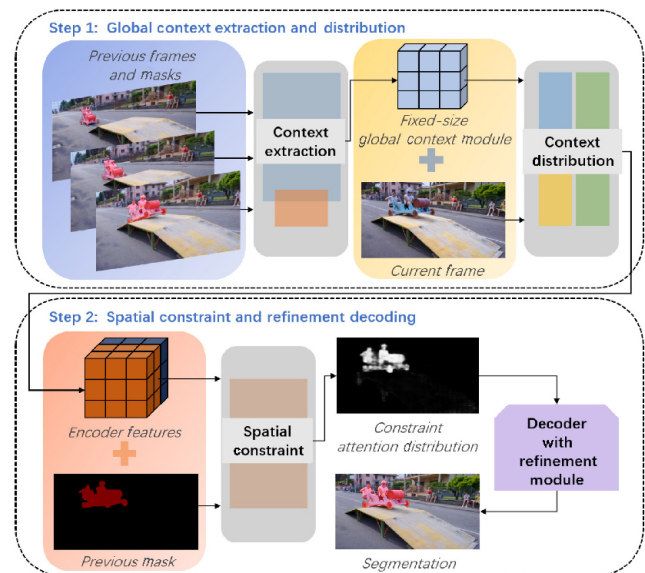 Step 1: Global context extraction and distribution
Previous frames
and masks
Context
extraction
Fixed-size
global context module
Current frame
Context
distribution
Step 2: Spatial constraint and refinement decoding
Encoder features
Previous mask
Spatial
constraint
Constraint
attention distribution
Decoder
with
refinement
module
Segmentation